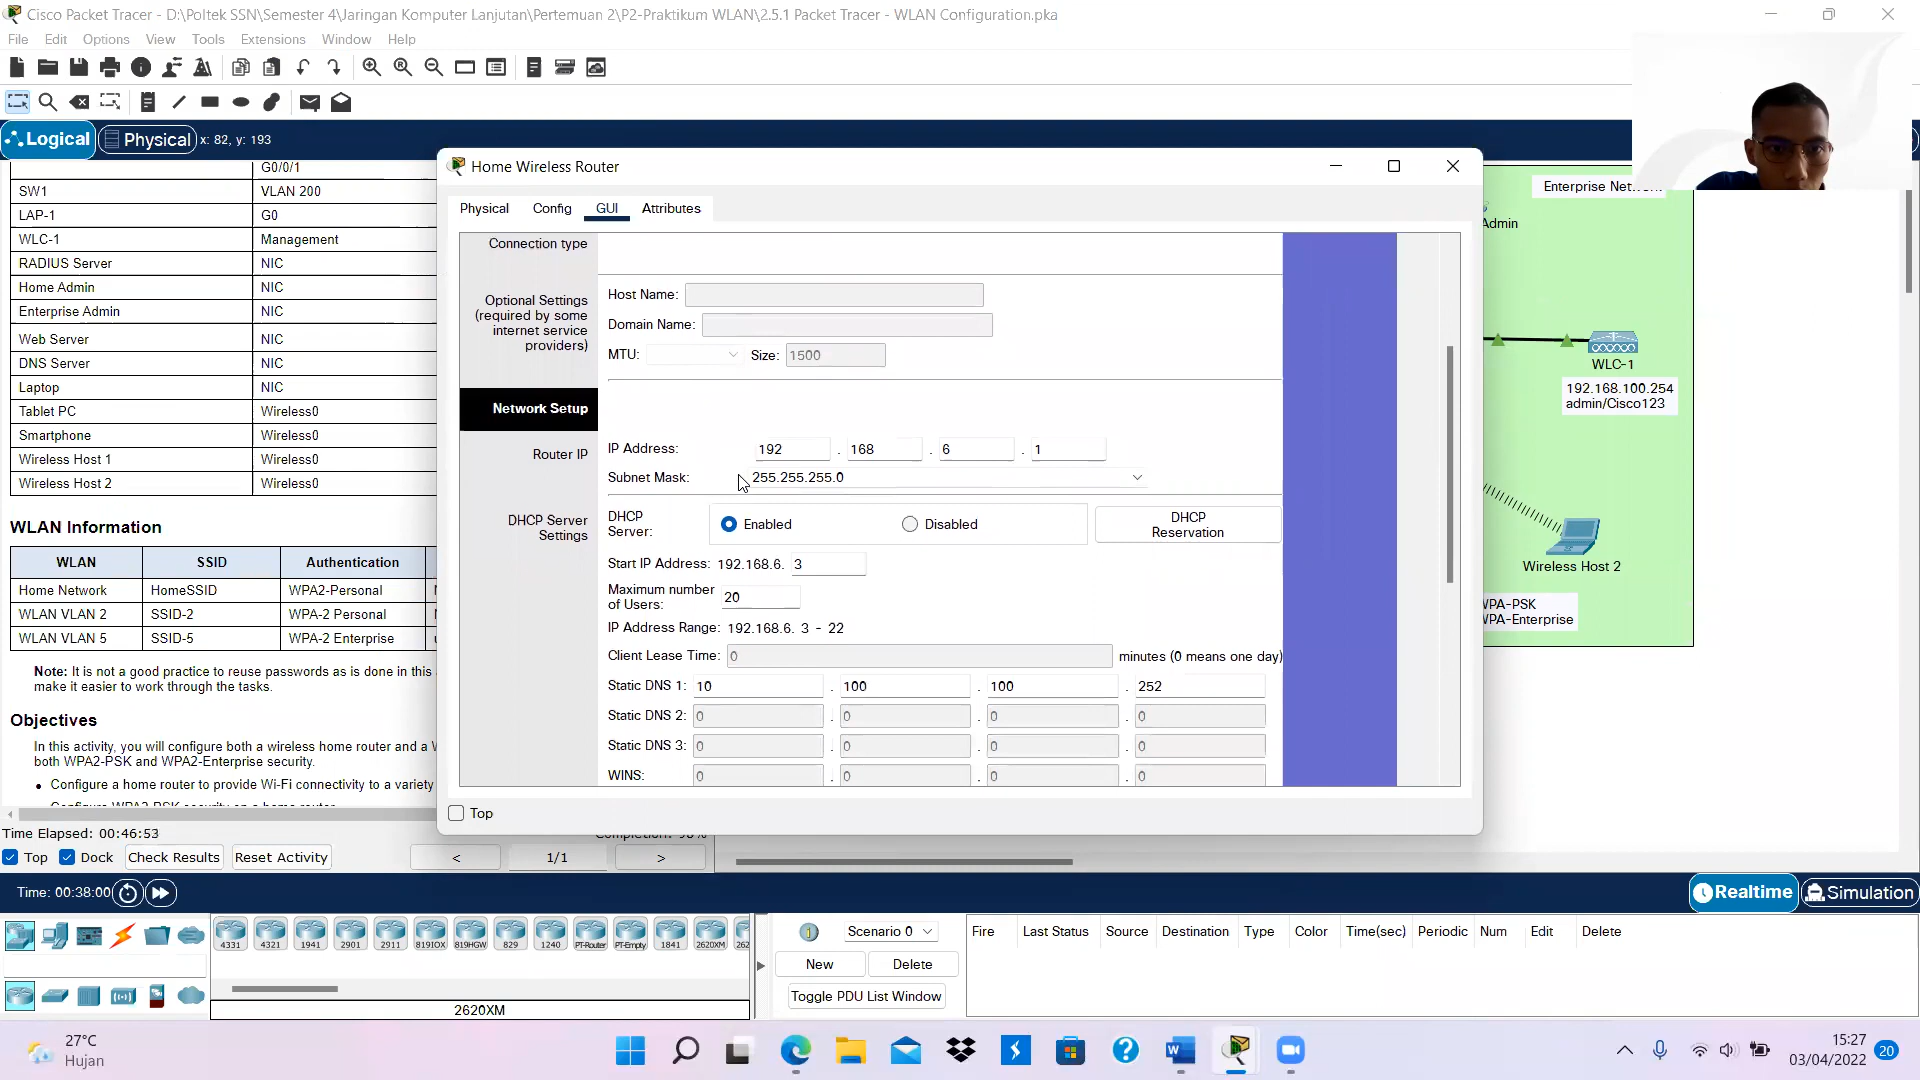 Cisco Packet Tracer - D:\Poltek SSN\Semester 4\Jaringan Komputer Lanjutan\Pertemuan 2\P2-Praktikum WLAN\2.5.1 Packet Tracer - WLAN Configuration.pka
File Edit Options View Tools Extensions Window Help
Logical Physical x: 82, y: 193
G0/0/1
SW1 VLAN 200
LAP-1 G0
WLC-1 Management
RADIUS Server NIC
Home Admin NIC
Enterprise Admin NIC
Web Server NIC
DNS Server NIC
Laptop NIC
Tablet PC Wireless0
Smartphone Wireless0
Wireless Host 1 Wireless0
Wireless Host 2 Wireless0
WLAN Information
WLAN SSID Authentication
Home Network HomeSSID WPA2-Personal
WLAN VLAN 2 SSID-2 WPA-2 Personal
WLAN VLAN 5 SSID-5 WPA-2 Enterprise
Note: It is not a good practice to reuse passwords as is done in this
make it easier to work through the tasks.
Objectives
In this activity, you will configure both a wireless home router and a
both WPA2-PSK and WPA2-Enterprise security.
• Configure a home router to provide Wi-Fi connectivity to a variety
Time Elapsed: 00:46:53
Top Dock Check Results Reset Activity < 1/1 >
Home Wireless Router
Physical Config GUI Attributes
Connection type
Optional Settings
(required by some
internet service
providers)
Host Name:
Domain Name:
MTU: Size: 1500
Network Setup
Router IP
IP Address: 192 . 168 . 6 . 1
Subnet Mask: 255.255.255.0
DHCP Server
Settings
DHCP
Server:
Enabled Disabled
DHCP
Reservation
Start IP Address: 192.168.6. 3
Maximum number
of Users: 20
IP Address Range: 192.168.6. 3 - 22
Client Lease Time: 0 minutes (0 means one day)
Static DNS 1: 10 . 100 . 100 . 252
Static DNS 2: 0 . 0 . 0 . 0
Static DNS 3: 0 . 0 . 0 . 0
WINS: 0 . 0 . 0 . 0
Top
Enterprise
Admin
WLC-1
192.168.100.254
admin/Cisco123
Wireless Host 2
WPA-PSK
WPA-Enterprise
Time: 00:38:00
Realtime Simulation
4331 4321 1941 2901 2911 819IOX 819HGW 829 1240 PT-Router PT-Empty 1841 2620XM 262
2620XM
Scenario 0
New Delete
Toggle PDU List Window
Fire Last Status Source Destination Type Color Time(sec) Periodic Num Edit Delete
27°C
Hujan
15:27
03/04/2022
20